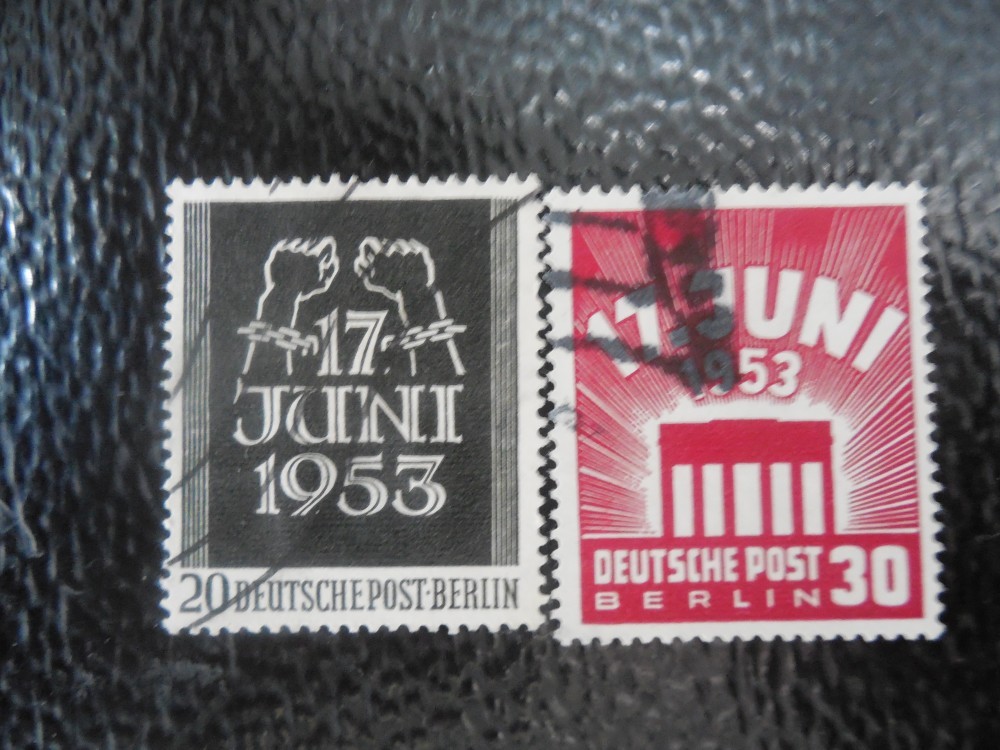 17.
JUNI
1953
20 DEUTSCHE POST · BERLIN
17. JUNI
1953
DEUTSCHE POST 30
BERLIN